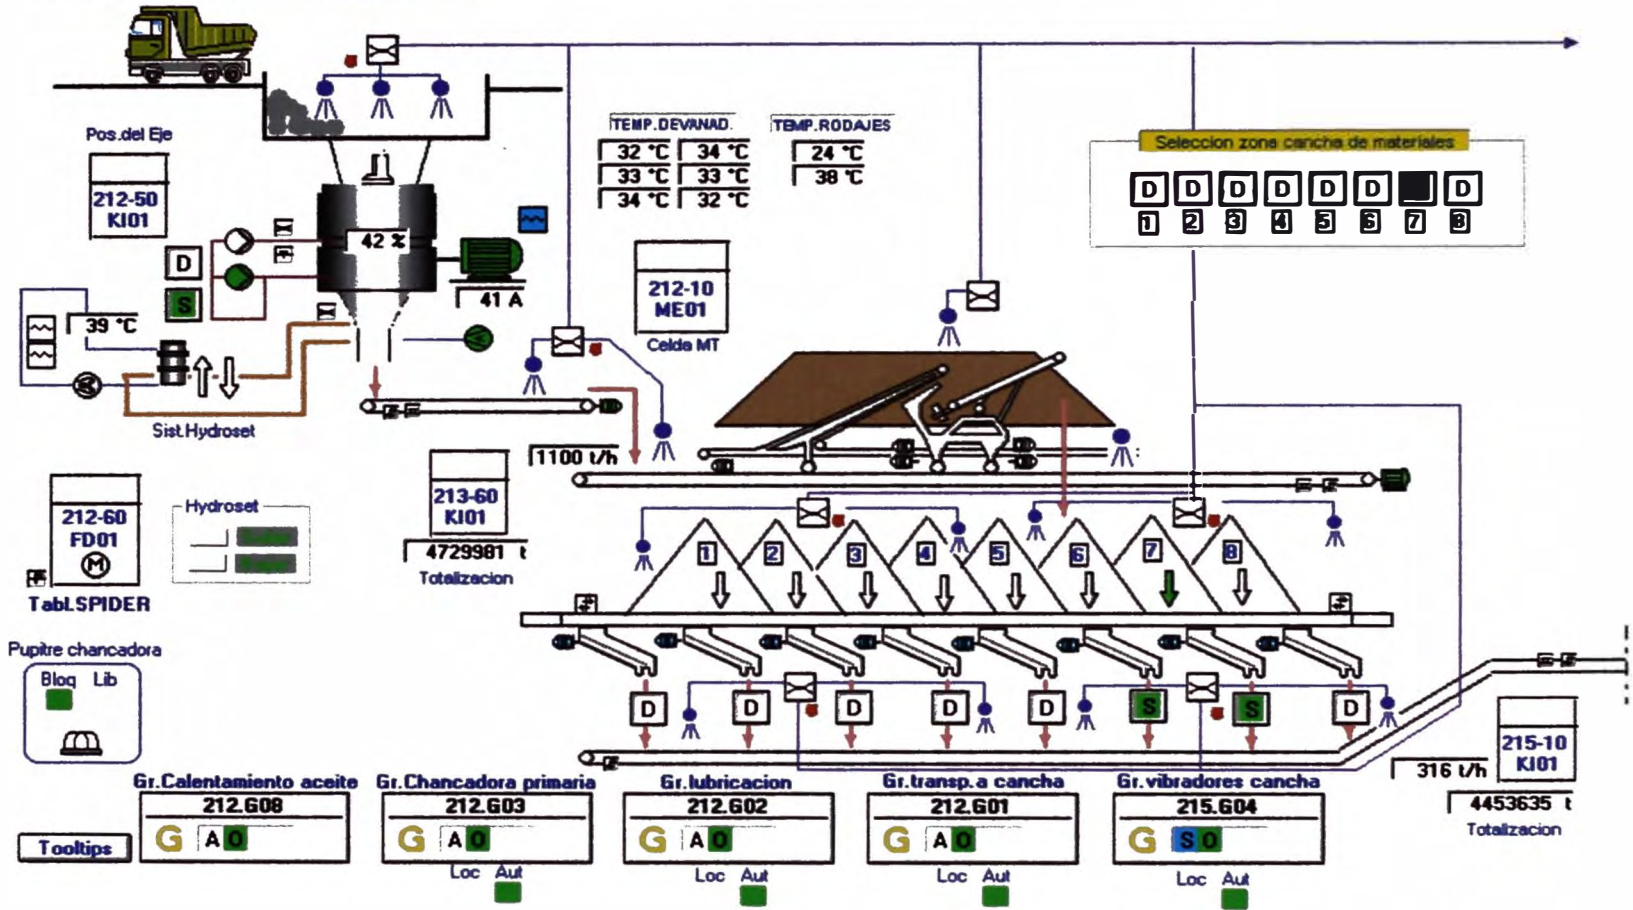 Pos.del Eje
212-50
KI01
42 %
D
S
41 A
39 °C
Sist.Hydroset
TEMP.DEVANAD.
32 °C 34 °C
33 °C 33 °C
34 °C 32 °C
TEMP.RODAJES
24 °C
38 °C
Seleccion zona cancha de materiales
D D D D D D D
1 2 3 4 5 6 7 8
212-10
ME01
Celda MT
1100 t/h
213-60
KI01
4729981 t
Totalizacion
212-60
FD01
M
Tabl.SPIDER
Hydroset
Pupitre chancadora
Bloq Lib
1 2 3 4 5 6 7 8
D D D D D S S D
215-10
KI01
316 t/h
4453635 t
Totalizacion
Gr.Calentamiento aceite
212.G08
G A O
Gr.Chancadora primaria
212.G03
G A O
Loc Aut
Gr.lubricacion
212.G02
G A O
Loc Aut
Gr.transp.a cancha
212.G01
G A O
Loc Aut
Gr.vibradores cancha
215.G04
G S O
Loc Aut
Tooltips